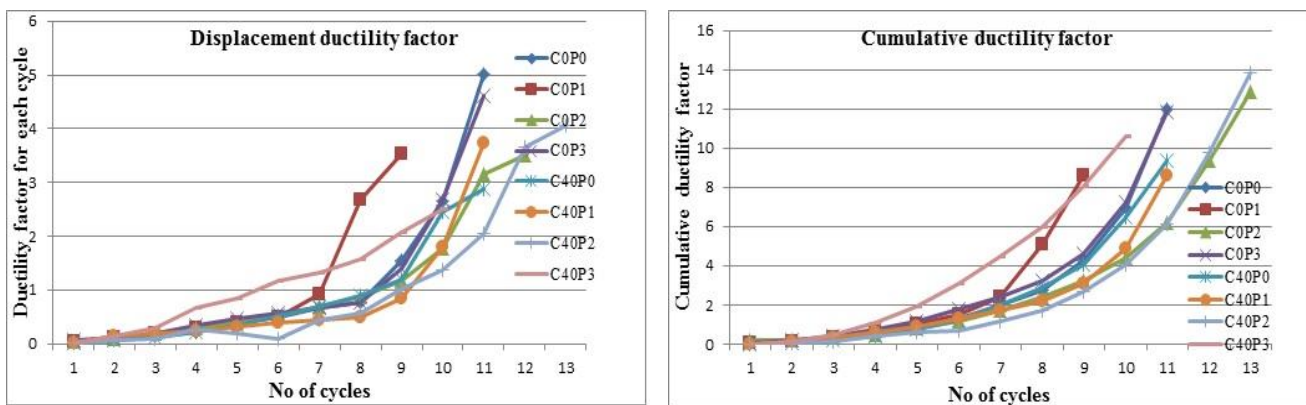 Displacement ductility factor
Ductility factor for each cycle
6
5
4
3
2
1
0
1 2 3 4 5 6 7 8 9 10 11 12 13
No of cycles
C0P0
C0P1
C0P2
C0P3
C40P0
C40P1
C40P2
C40P3
Cumulative ductility factor
Cumulative ductility factor
16
14
12
10
8
6
4
2
0
1 2 3 4 5 6 7 8 9 10 11 12 13
No of cycles
C0P0
C0P1
C0P2
C0P3
C40P0
C40P1
C40P2
C40P3